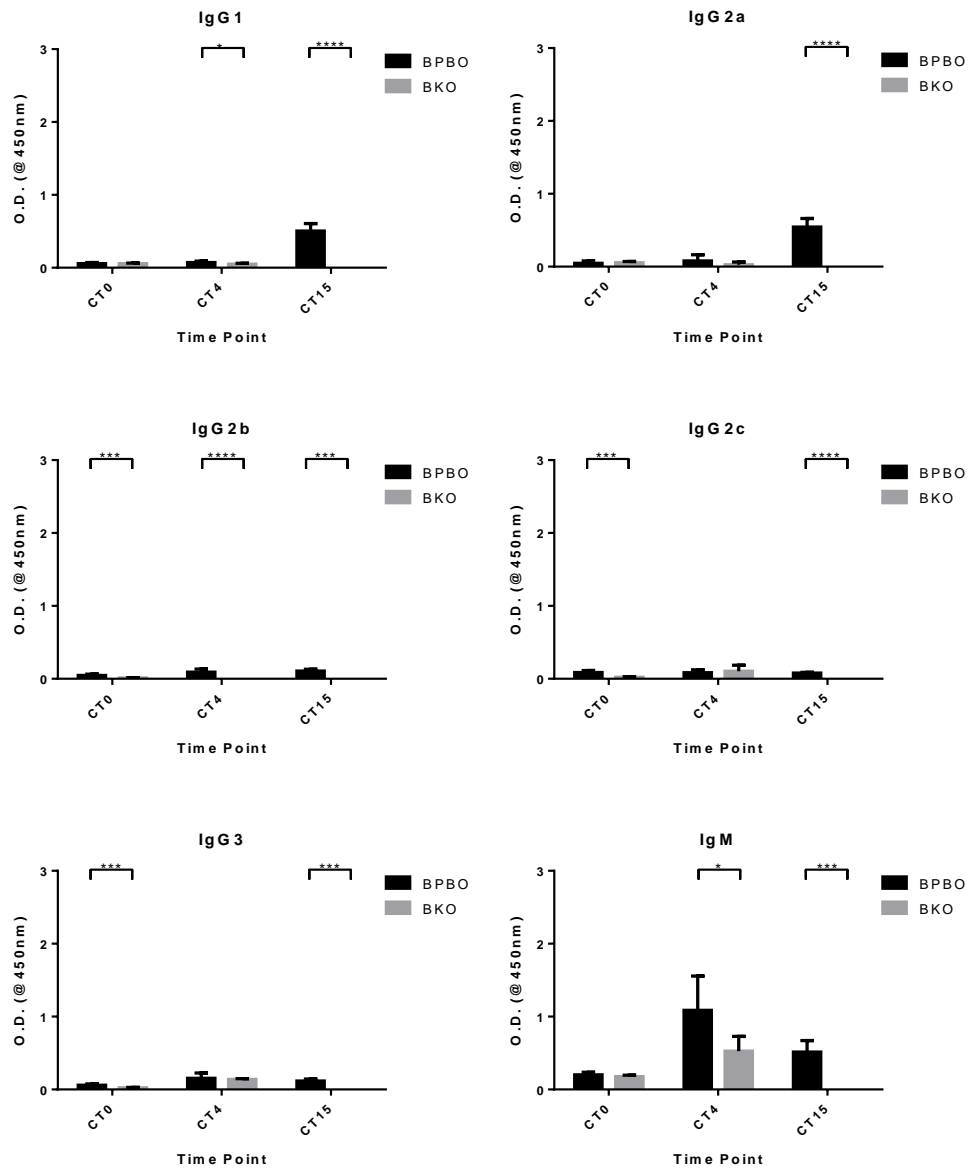 IgG1
* ****
3
2
1
0
O.D. (@450nm)
CT0 CT4 CT15
Time Point
BPBO
BKO
IgG2a
****
3
2
1
0
O.D. (@450nm)
CT0 CT4 CT15
Time Point
BPBO
BKO
IgG2b
*** **** ***
3
2
1
0
O.D. (@450nm)
CT0 CT4 CT15
Time Point
BPBO
BKO
IgG2c
*** ****
3
2
1
0
O.D. (@450nm)
CT0 CT4 CT15
Time Point
BPBO
BKO
IgG3
*** ***
3
2
1
0
O.D. (@450nm)
CT0 CT4 CT15
Time Point
BPBO
BKO
IgM
* ***
3
2
1
0
O.D. (@450nm)
CT0 CT4 CT15
Time Point
BPBO
BKO